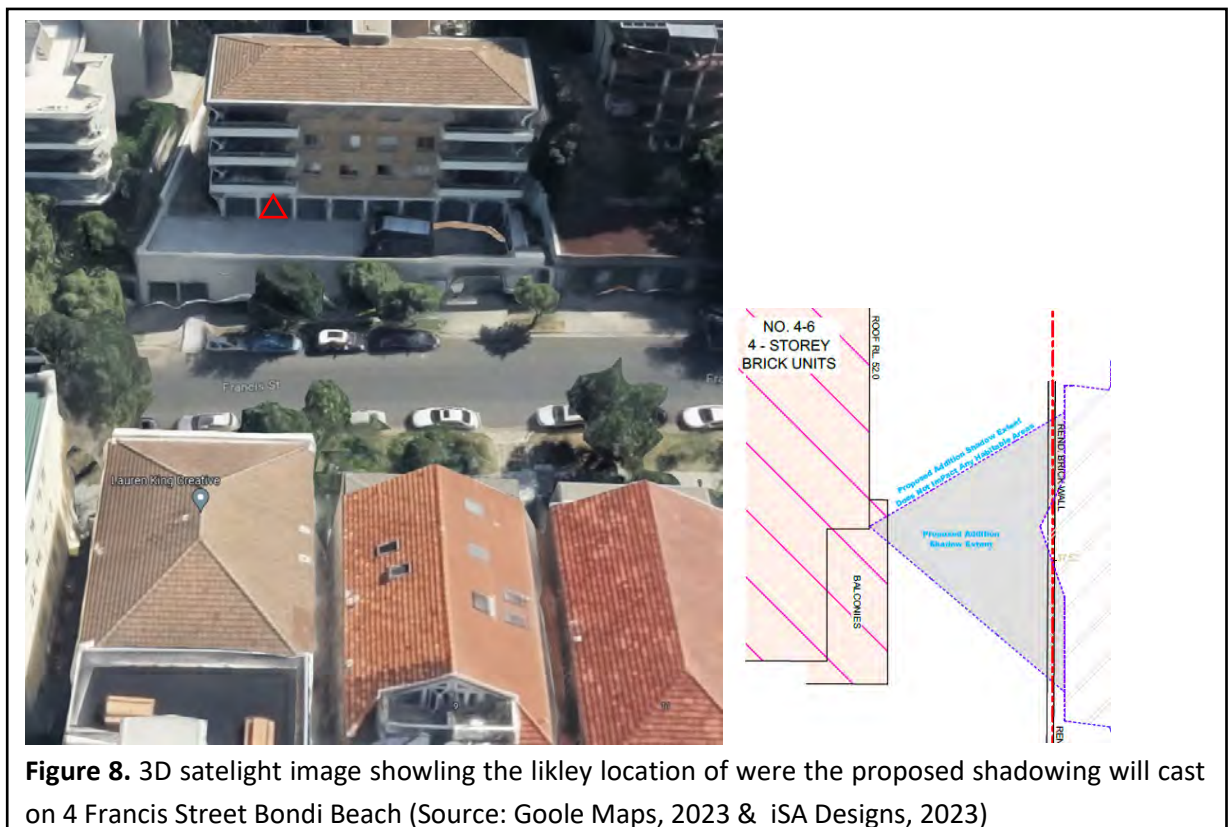 Francis St
Fra
Lauren King Creative
9
NO. 4-6
4 - STOREY
BRICK UNITS
ROOF RL. 52.0
Proposed Addition Shadow Extent
Does Not Impact Any Habitable Areas
Proposed Addition
Shadow Extent
BALCONIES
REND. BRICK WALL
REN
Figure 8. 3D satelight image showling the likley location of were the proposed shadowing will cast
on 4 Francis Street Bondi Beach (Source: Goole Maps, 2023 & iSA Designs, 2023)